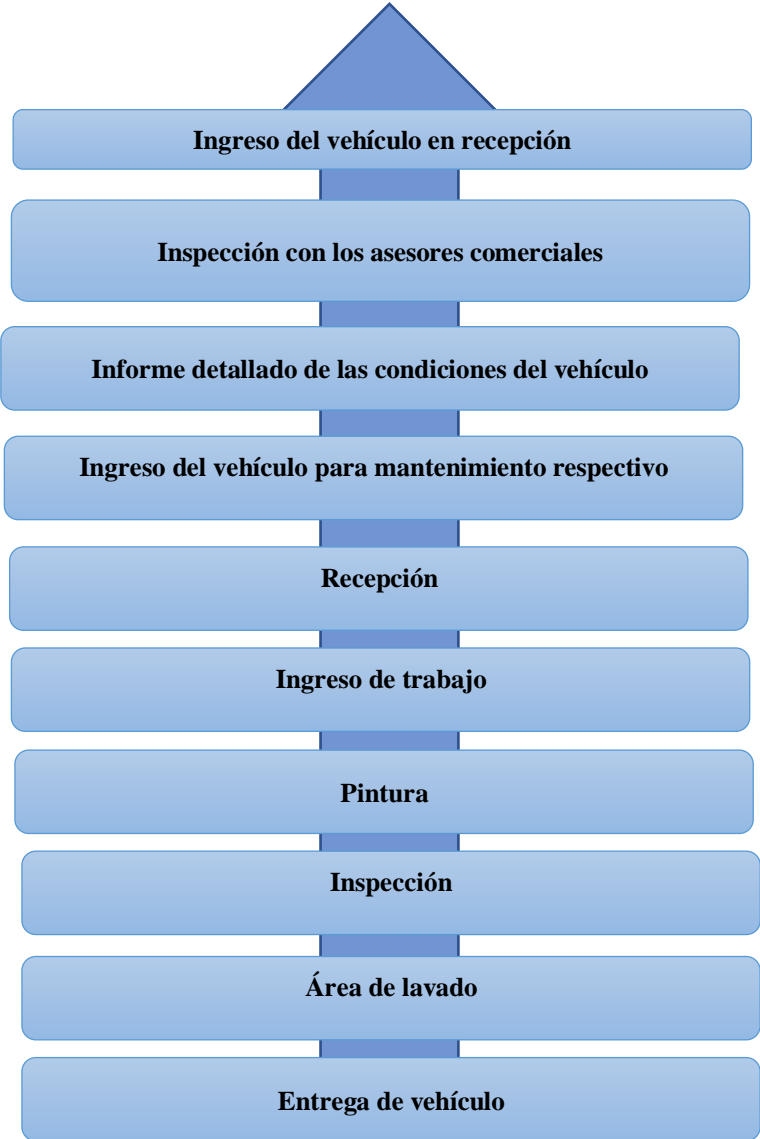 Ingreso del vehículo en recepción
Inspección con los asesores comerciales
Informe detallado de las condiciones del vehículo
Ingreso del vehículo para mantenimiento respectivo
Recepción
Ingreso de trabajo
Pintura
Inspección
Área de lavado
Entrega de vehículo